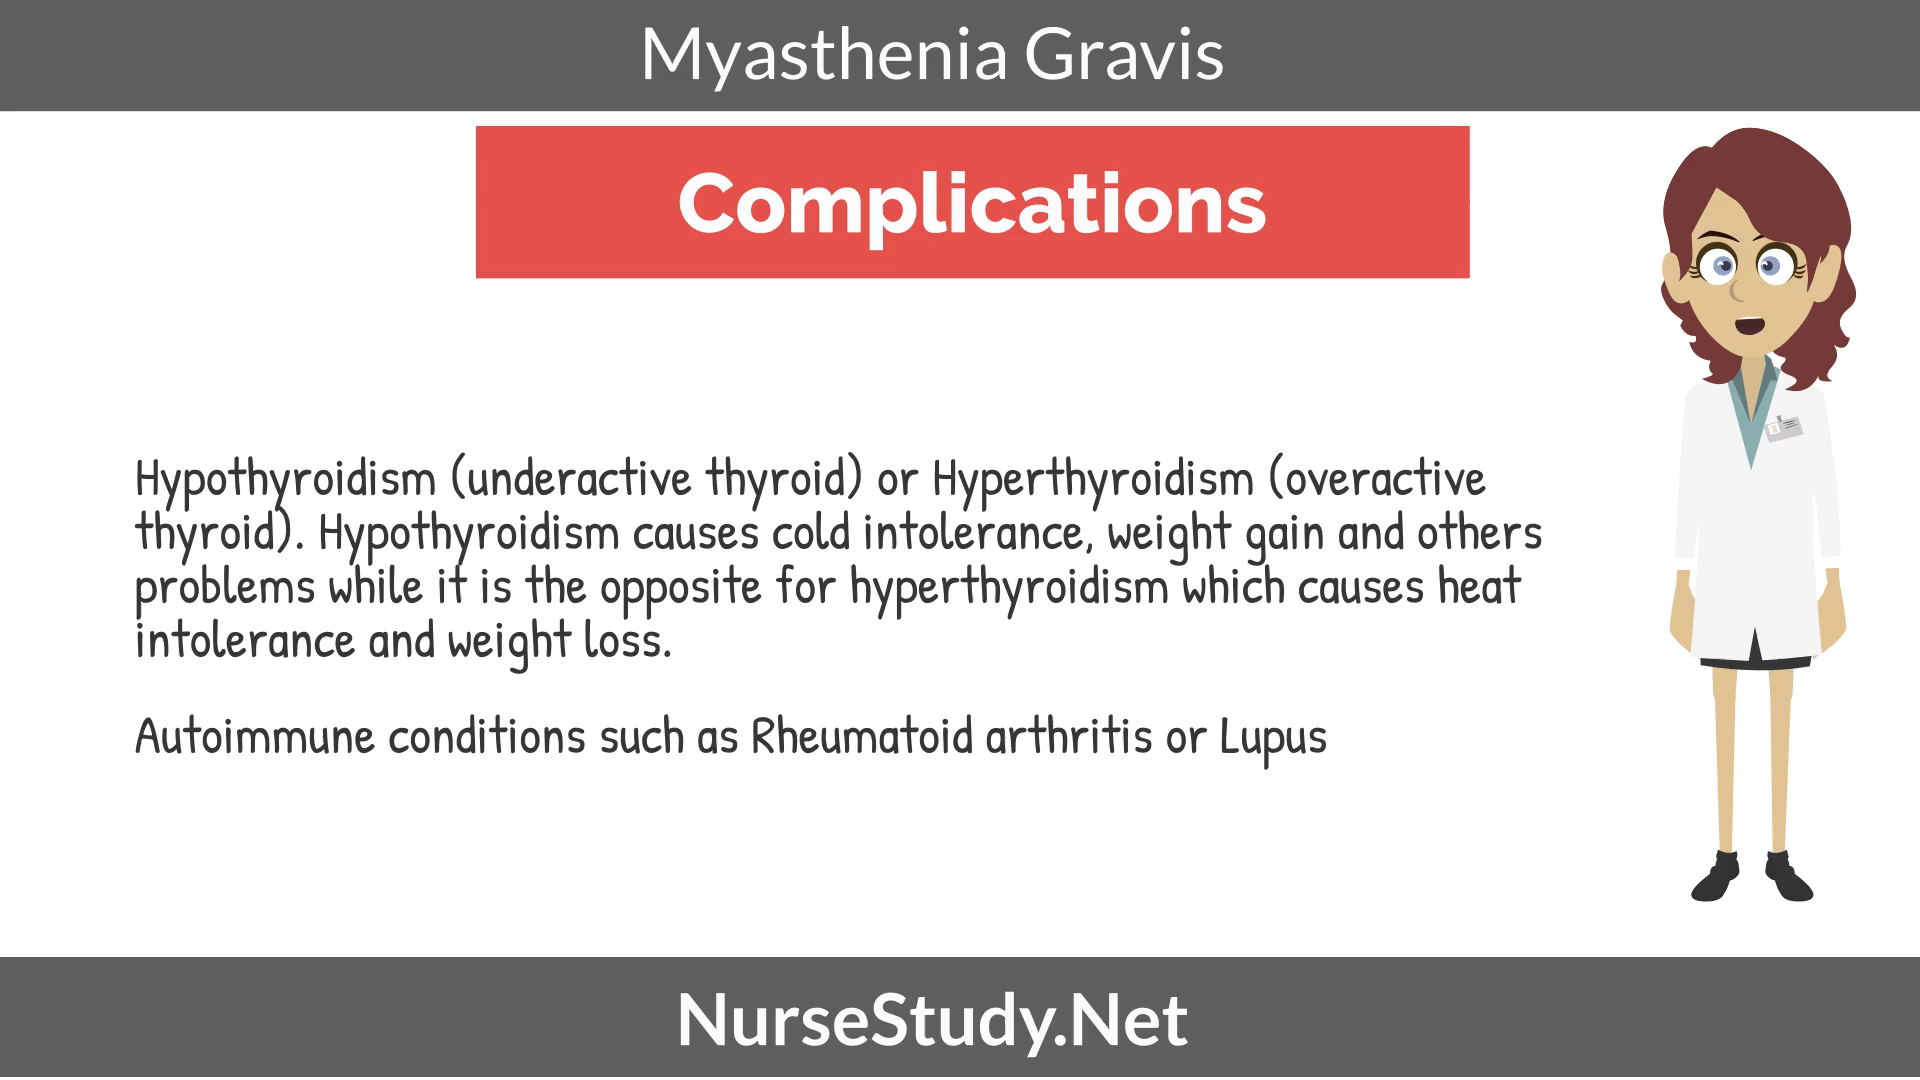 Myasthenia Gravis
Complications
Hypothyroidism (underactive thyroid) or Hyperthyroidism (overactive
thyroid). Hypothyroidism causes cold intolerance, weight gain and others
problems while it is the opposite for hyperthyroidism which causes heat
intolerance and weight loss.
Autoimmune conditions such as Rheumatoid arthritis or Lupus
NurseStudy.Net